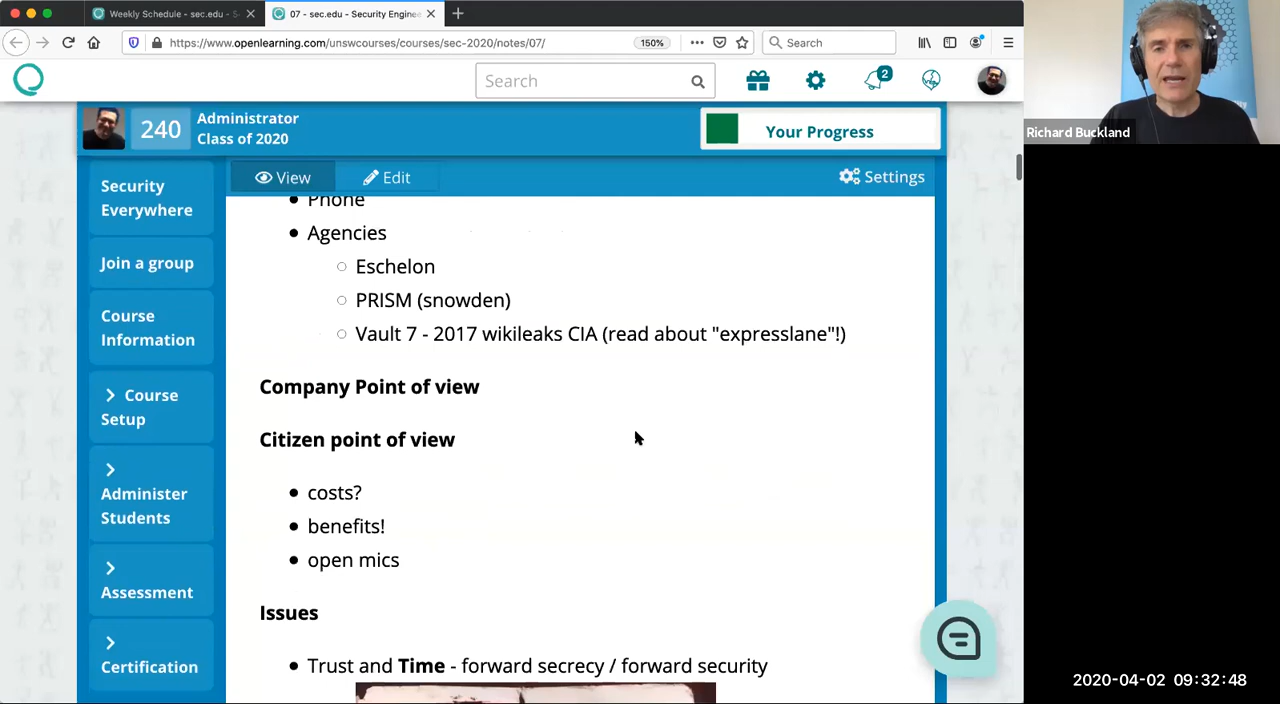 Weekly Schedule - sec.edu - 5
07 - sec.edu - Security Engine
https://www.openlearning.com/unswcourses/courses/sec-2020/notes/07/
150%
Search
Search
2
240
Administrator
Class of 2020
Your Progress
View
Edit
Settings
Security
Everywhere
Join a group
Course
Information
Course
Setup
Administer
Students
Assessment
Certification
Phone
Agencies
Eschelon
PRISM (snowden)
Vault 7 - 2017 wikileaks CIA (read about "expresslane"!)
Company Point of view
Citizen point of view
costs?
benefits!
open mics
Issues
Trust and Time - forward secrecy / forward security
Richard Buckland
2020-04-02 09:32:48